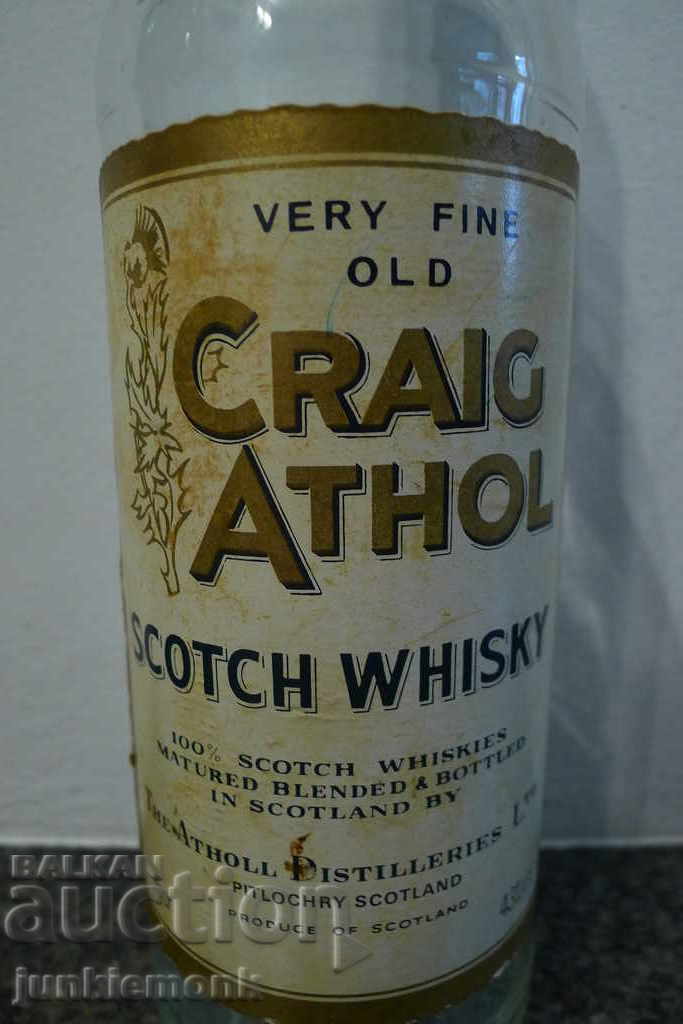 VERY FINE
OLD
CRAIG
ATHOL
SCOTCH WHISKY
100% SCOTCH WHISKIES
MATURED BLENDED & BOTTLED
IN SCOTLAND BY
THE ATHOLL DISTILLERIES LTD
PITLOCHRY SCOTLAND
PRODUCE OF SCOTLAND
BALKAN
auction
junkiemonk